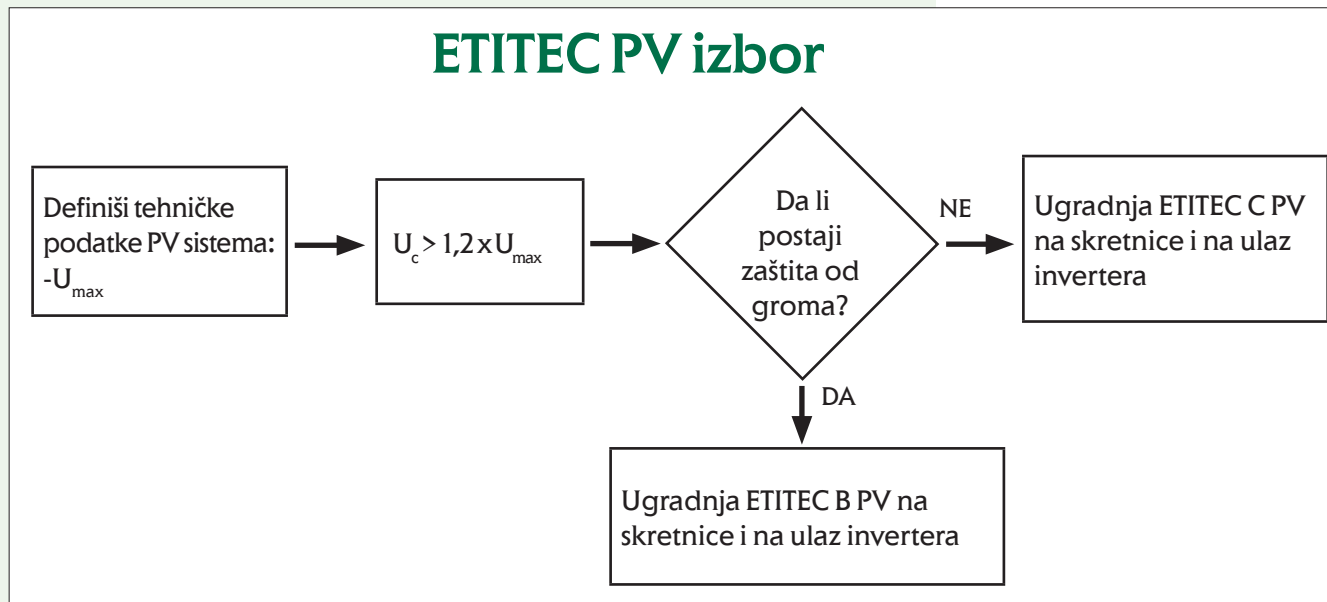 ETITEC PV izbor
Definiši tehničke
podatke PV sistema:
-Umax
Uc > 1,2 x Umax
Da li
postaji
zaštita od
groma?
NE
Ugradnja ETITEC C PV
na skretnice i na ulaz
invertera
DA
Ugradnja ETITEC B PV na
skretnice i na ulaz invertera